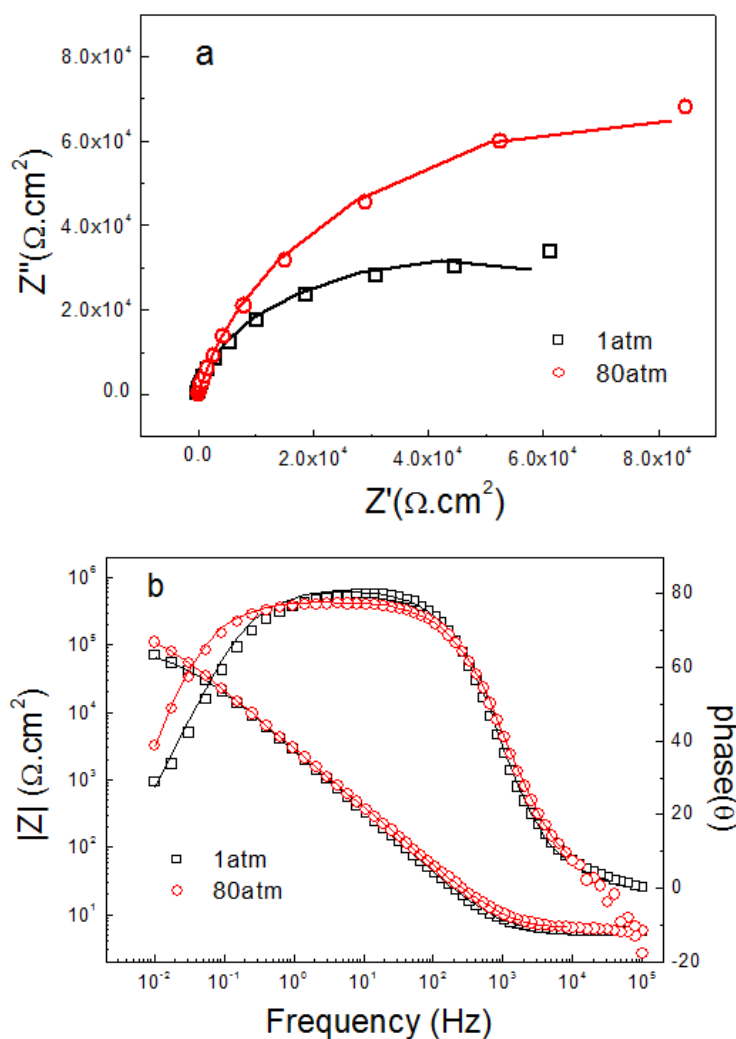 a
8.0x10⁴
6.0x10⁴
4.0x10⁴
2.0x10⁴
0.0
Z"(Ω.cm²)
1atm
80atm
0.0 2.0x10⁴ 4.0x10⁴ 6.0x10⁴ 8.0x10⁴
Z'(Ω.cm²)
b
10⁶
10⁵
10⁴
10³
10²
10¹
|Z| (Ω.cm²)
80
60
40
20
0
-20
phase(θ)
1atm
80atm
10⁻² 10⁻¹ 10⁰ 10¹ 10² 10³ 10⁴ 10⁵
Frequency (Hz)